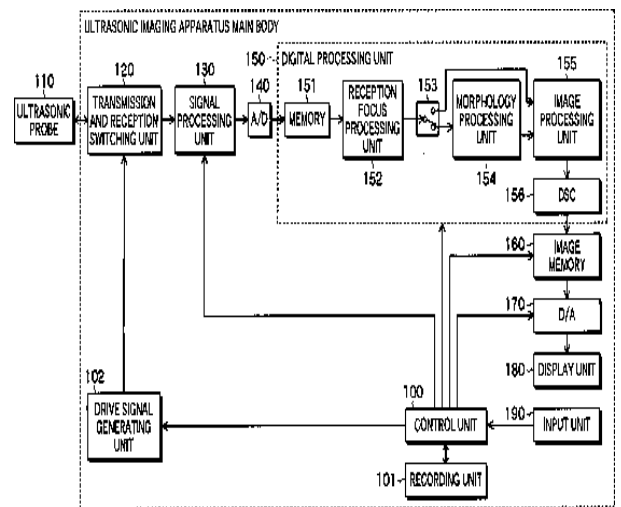 ULTRASONIC IMAGING APPARATUS MAIN BODY
150
DIGITAL PROCESSING UNIT
110
ULTRASONIC
PROBE
120
TRANSMISSION
AND RECEPTION
SWITCHING UNIT
130
SIGNAL
PROCESSING
UNIT
140
A/D
151
MEMORY
RECEPTION
FOCUS
PROCESSING
UNIT
152
153
MORPHOLOGY
PROCESSING
UNIT
154
155
IMAGE
PROCESSING
UNIT
156
DSC
160
IMAGE
MEMORY
170
D/A
180
DISPLAY UNIT
102
DRIVE SIGNAL
GENERATING
UNIT
100
CONTROL UNIT
190
INPUT UNIT
101
RECORDING UNIT